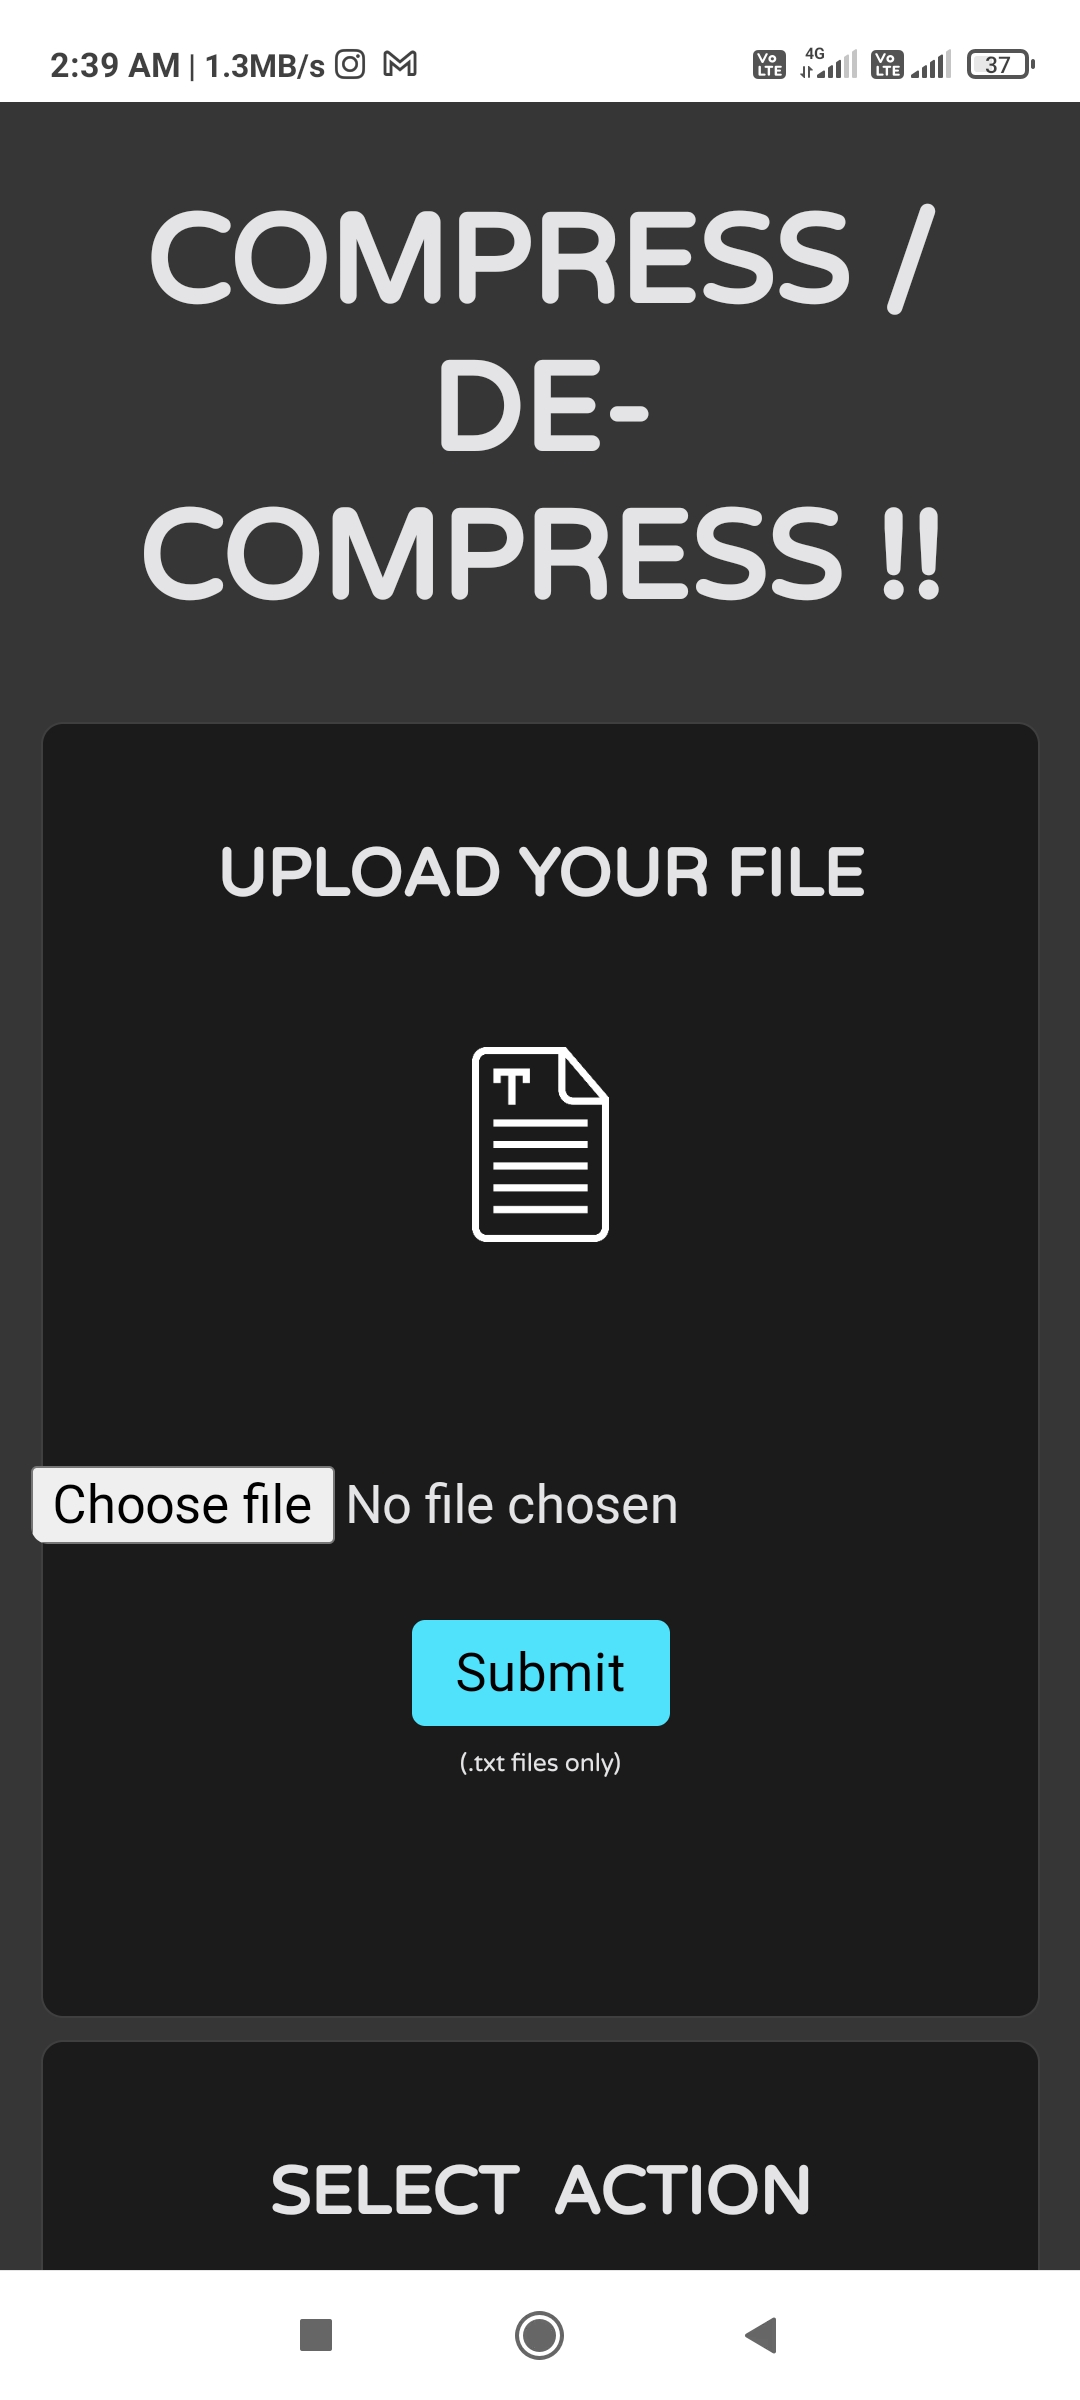 2:39 AM | 1.3MB/s 4G Vo LTE Vo LTE 37
COMPRESS /
DE-
COMPRESS !!
UPLOAD YOUR FILE
T
Choose file No file chosen
Submit
(.txt files only)
SELECT ACTION